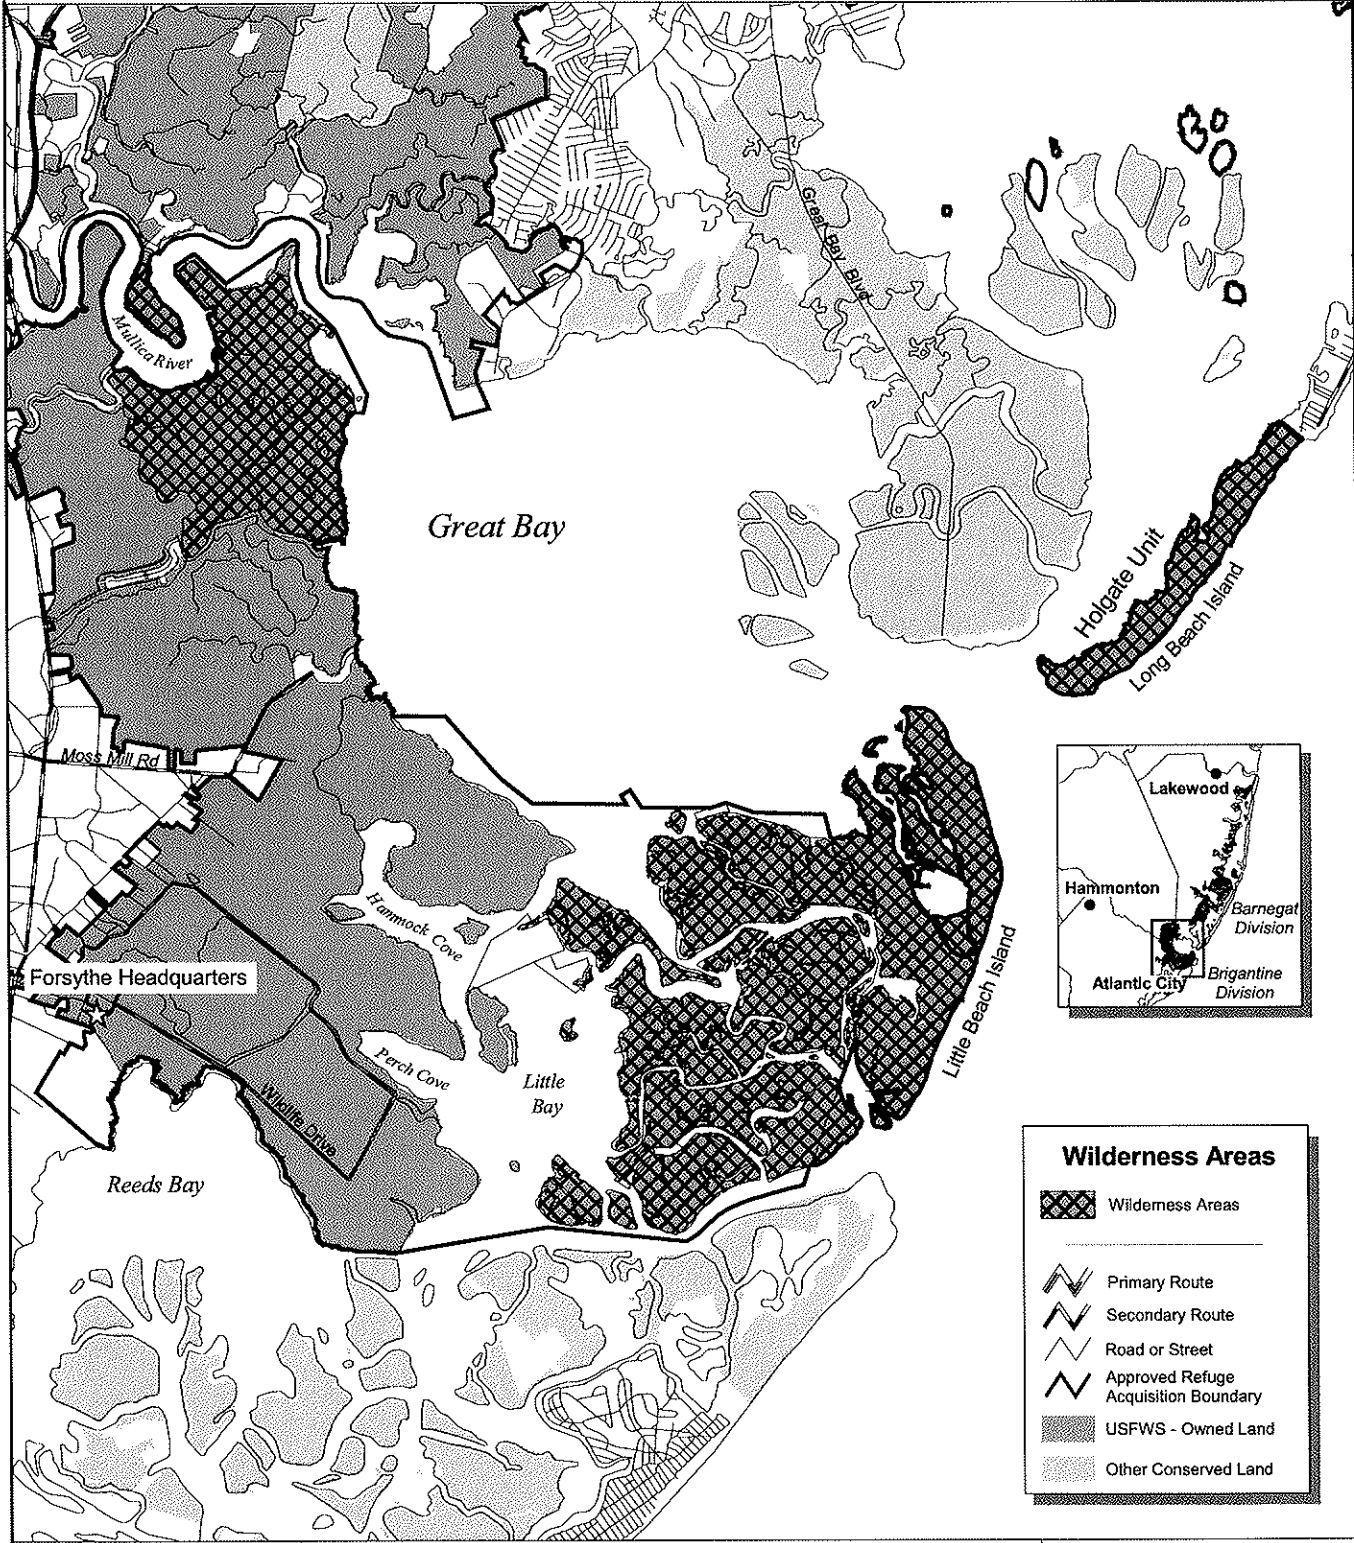 Great Bay Blvd
Mullica River
Great Bay
Holgate Unit
Long Beach Island
Moss Mill Rd
Lakewood
Hammonton
Barnegat
Division
Atlantic City
Brigantine
Division
Hammock Cove
Forsythe Headquarters
Little Beach Island
Perch Cove
Little
Bay
Wildlife Drive
Reeds Bay
Wilderness Areas
Wilderness Areas
Primary Route
Secondary Route
Road or Street
Approved Refuge
Acquisition Boundary
USFWS - Owned Land
Other Conserved Land